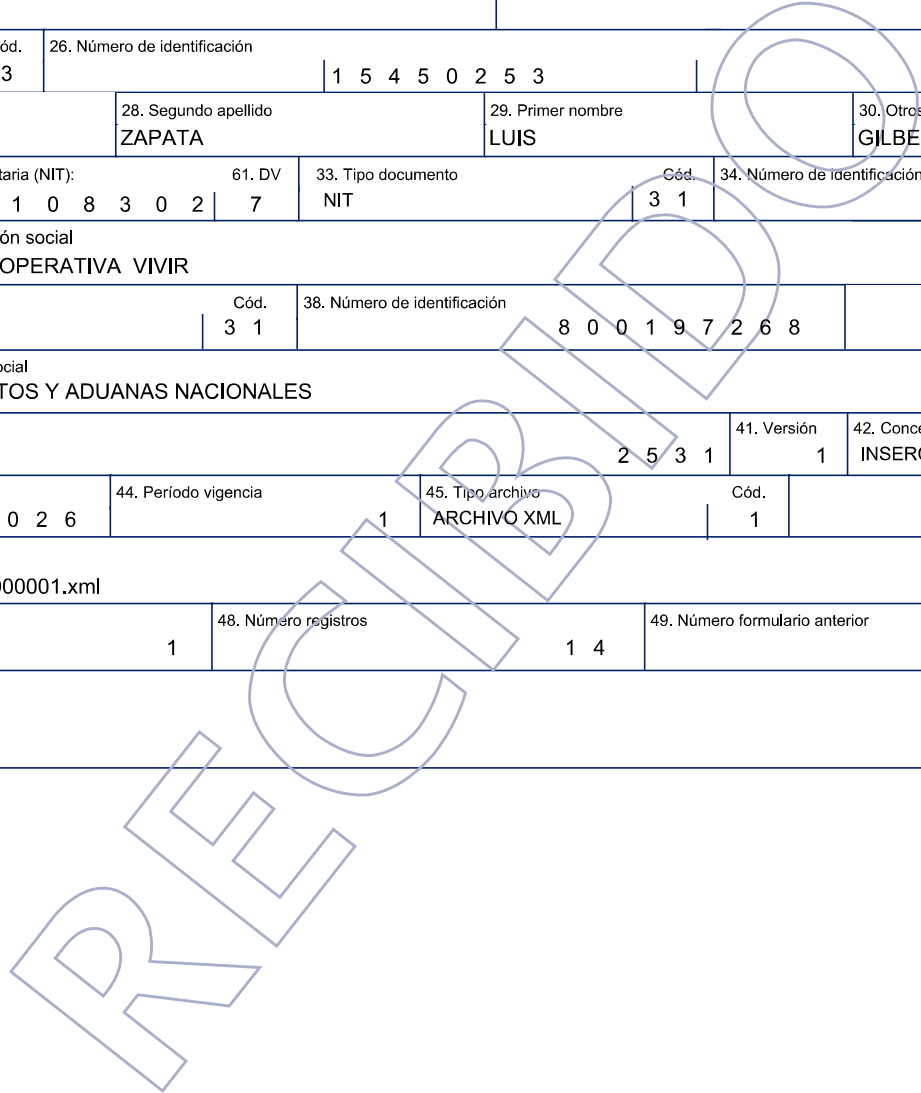 ód. 26. Número de identificación
3 1 5 4 5 0 2 5 3
28. Segundo apellido 29. Primer nombre 30. Otros
ZAPATA LUIS GILBE
taria (NIT): 61. DV 33. Tipo documento Cód. 34. Número de identificación
1 0 8 3 0 2 7 NIT 3 1
ón social
OPERATIVA VIVIR
Cód. 38. Número de identificación
3 1 8 0 0 1 9 7 2 6 8
ocial
TOS Y ADUANAS NACIONALES
41. Versión 42. Conce
2 5 3 1 1 INSERC
44. Período vigencia 45. Tipo archivo Cód.
0 2 6 1 ARCHIVO XML 1
000001.xml
48. Número registros 49. Número formulario anterior
1 1 4
RECIBIDO